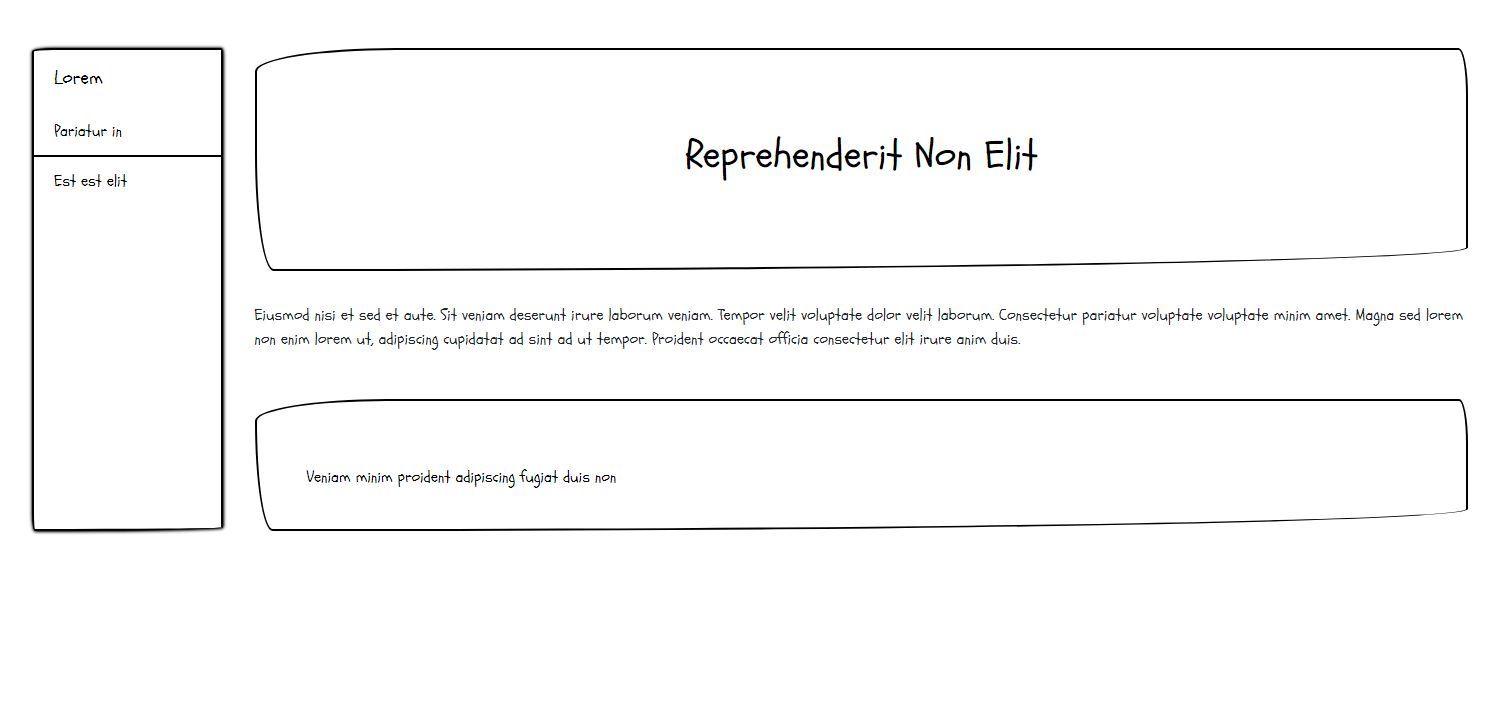 Lorem
Pariatur in
Est est elit
Reprehenderit Non Elit
Eiusmod nisi et sed et aute. Sit veniam deserunt irure laborum veniam. Tempor velit voluptate dolor velit laborum. Consectetur pariatur voluptate voluptate minim amet. Magna sed lorem
non enim lorem ut, adipiscing cupidatat ad sint ad ut tempor. Proident occaecat officia consectetur elit irure anim duis.
Veniam minim proident adipiscing fugiat duis non